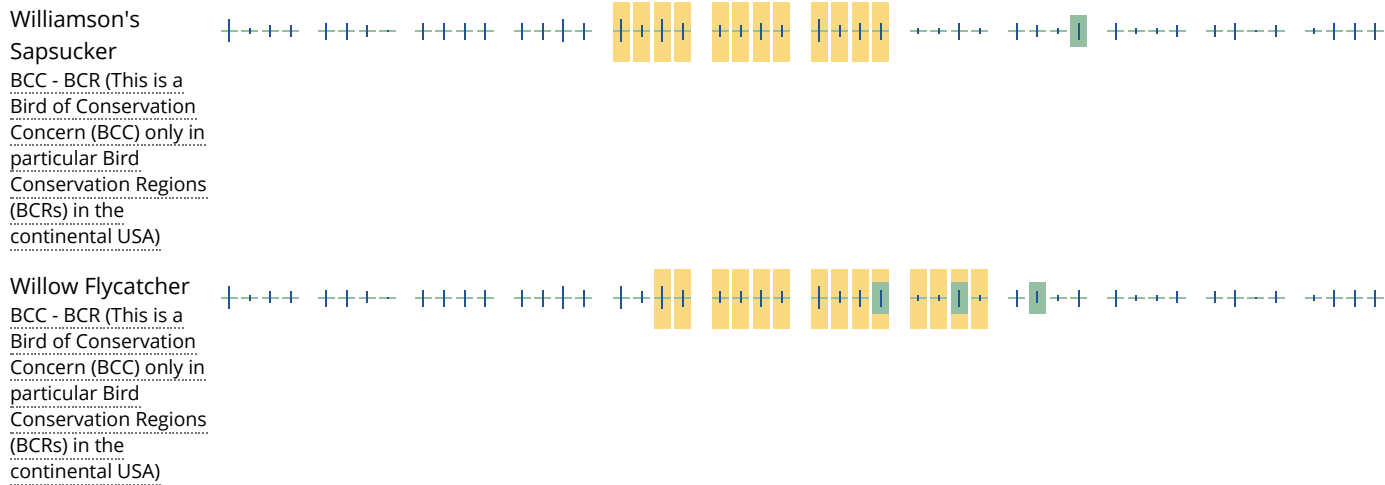 Williamson's
Sapsucker
BCC - BCR (This is a
Bird of Conservation
Concern (BCC) only in
particular Bird
Conservation Regions
(BCRs) in the
continental USA)
Willow Flycatcher
BCC - BCR (This is a
Bird of Conservation
Concern (BCC) only in
particular Bird
Conservation Regions
(BCRs) in the
continental USA)